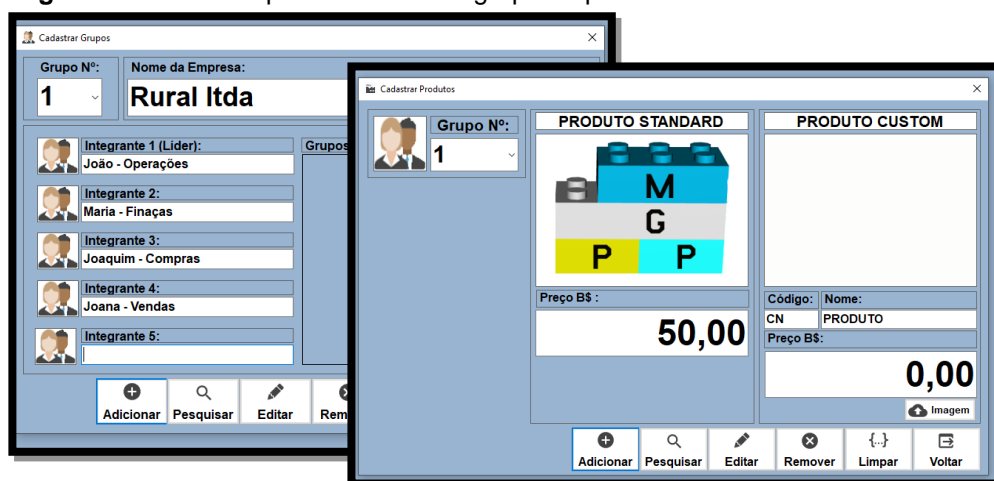 Cadastrar Grupos
Grupo Nº:
Nome da Empresa:
1
Rural ltda
Integrante 1 (Lider):
Grupos
João - Operações
Integrante 2:
Maria - Finaças
Integrante 3:
Joaquim - Compras
Integrante 4:
Joana - Vendas
Integrante 5:
Adicionar
Pesquisar
Editar
Cadastrar Produtos
Grupo Nº:
1
PRODUTO STANDARD
M
G
P P
Preço B$ :
50,00
PRODUTO CUSTOM
Código: Nome:
CN PRODUTO
Preço B$:
0,00
Imagem
Adicionar
Pesquisar
Editar
Remover
{...}
Limpar
Voltar